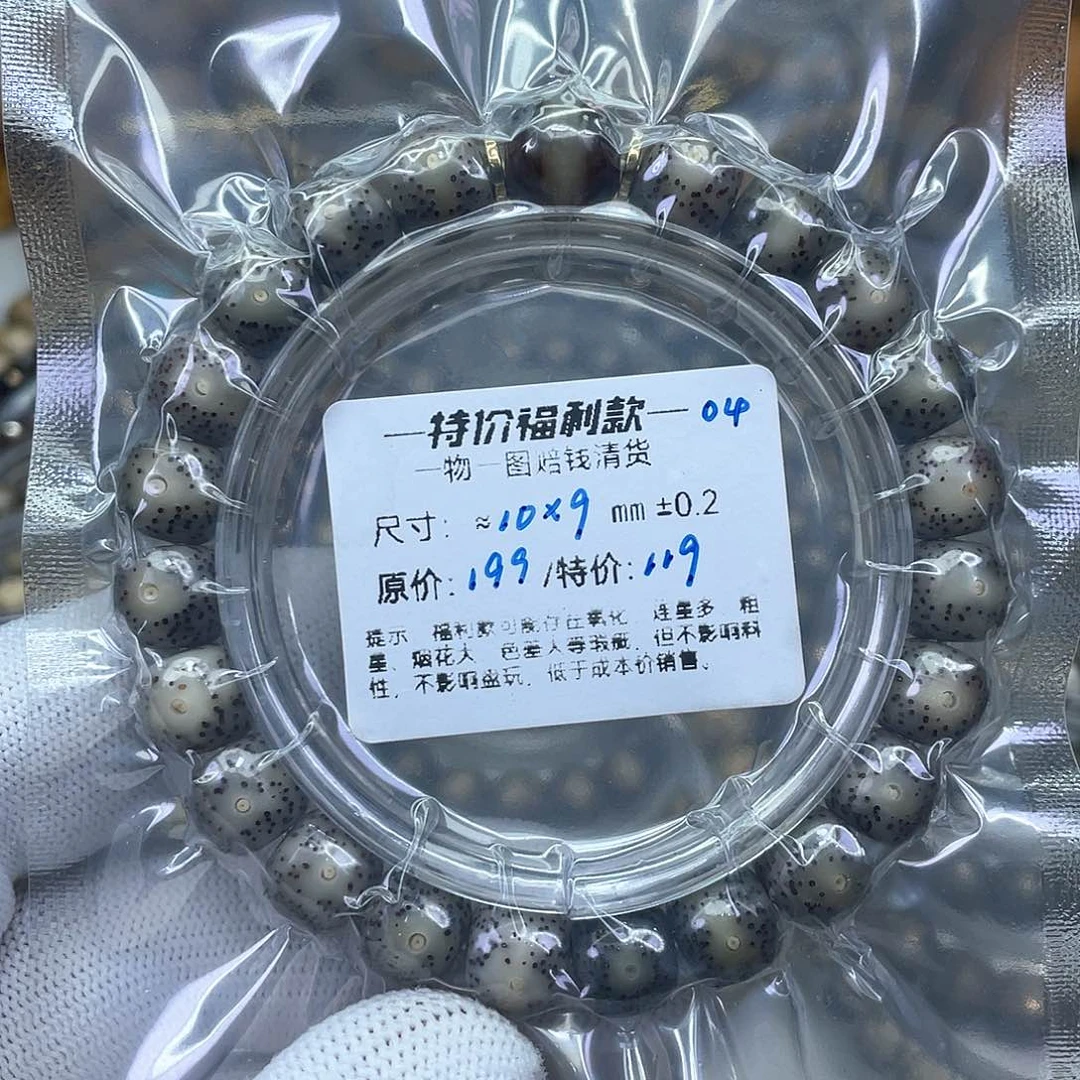 特价福利款 04
一物一图赔钱清货
尺寸: ≈10×9 mm ±0.2
原价: 199 /特价: 119
提示 福利款可能存在氧化 连星多 粗
星、烟花大 色差大等瑕疵, 但不影响料
性, 不影响盘玩, 低于成本价销售。